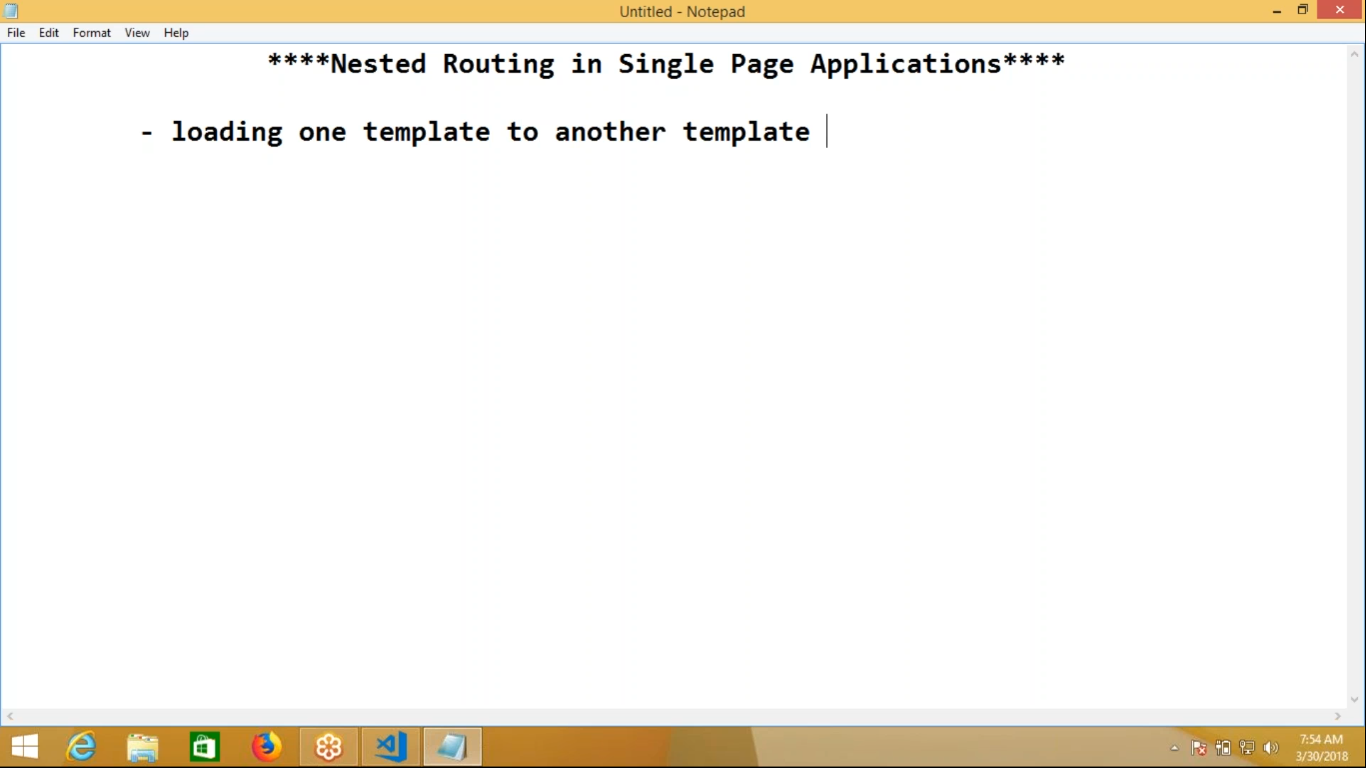 Untitled - Notepad
File Edit Format View Help
****Nested Routing in Single Page Applications****
- loading one template to another template
7:54 AM
3/30/2018